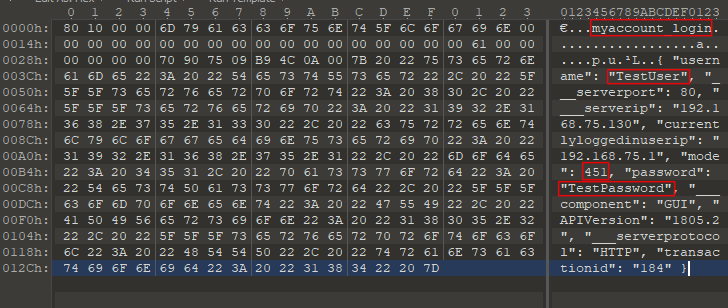 0 1 2 3 4 5 6 7 8 9 A B C D E F 0 1 2 3 0123456789ABCDEF0123
0000h: 80 10 00 00 6D 79 61 63 63 6F 75 6E 74 5F 6C 6F 67 69 6E 00 €...myaccount_login.
0014h: 00 00 00 00 00 00 00 00 00 00 00 00 00 00 00 00 00 00 61 00 ..................a.
0028h: 00 00 00 00 70 90 75 06 B9 4C 0A 00 7B 20 22 75 73 65 72 6E ....p.u.¹L..{ "usern
003Ch: 61 6D 65 22 3A 20 22 54 65 73 74 55 73 65 72 22 2C 20 22 5F ame": "TestUser", "_
0050h: 5F 5F 73 65 72 76 65 72 70 6F 72 74 22 3A 20 38 30 2C 20 22 __serverport": 80, "
0064h: 5F 5F 5F 73 65 72 76 65 72 69 70 22 3A 20 22 31 39 32 2E 31 ___serverip": "192.1
0078h: 36 38 2E 37 35 2E 31 33 30 22 2C 20 22 63 75 72 72 65 6E 74 68.75.130", "current
008Ch: 6C 79 6C 6F 67 67 65 64 69 6E 75 73 65 72 69 70 22 3A 20 22 lyloggedinuserip": "
00A0h: 31 39 32 2E 31 36 38 2E 37 35 2E 31 22 2C 20 22 6D 6F 64 65 192.168.75.1", "mode
00B4h: 22 3A 20 34 35 31 2C 20 22 70 61 73 73 77 6F 72 64 22 3A 20 ": 451, "password": 
00C8h: 22 54 65 73 74 50 61 73 73 77 6F 72 64 22 2C 20 22 5F 5F 5F "TestPassword", "___
00DCh: 63 6F 6D 70 6F 6E 65 6E 74 22 3A 20 22 47 55 49 22 2C 20 22 component": "GUI", "
00F0h: 41 50 49 56 65 72 73 69 6F 6E 22 3A 20 22 31 38 30 35 2E 32 APIVersion": "1805.2
0104h: 22 2C 20 22 5F 5F 5F 73 65 72 76 65 72 70 72 6F 74 6F 63 6F ", "___serverprotoco
0118h: 6C 22 3A 20 22 48 54 54 50 22 2C 20 22 74 72 61 6E 73 61 63 l": "HTTP", "transac
012Ch: 74 69 6F 6E 69 64 22 3A 20 22 31 38 34 22 20 7D tionid": "184" }